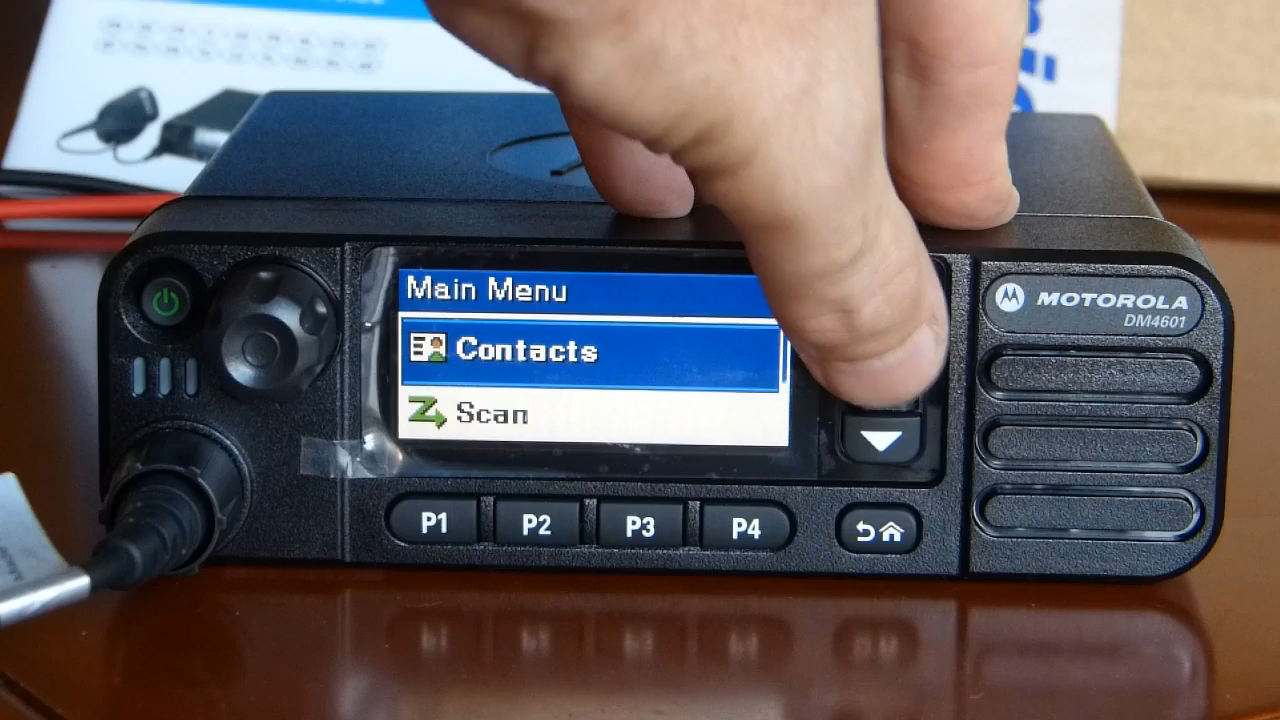 Main Menu
Contacts
Scan
MOTOROLA
DM4601
P1
P2
P3
P4